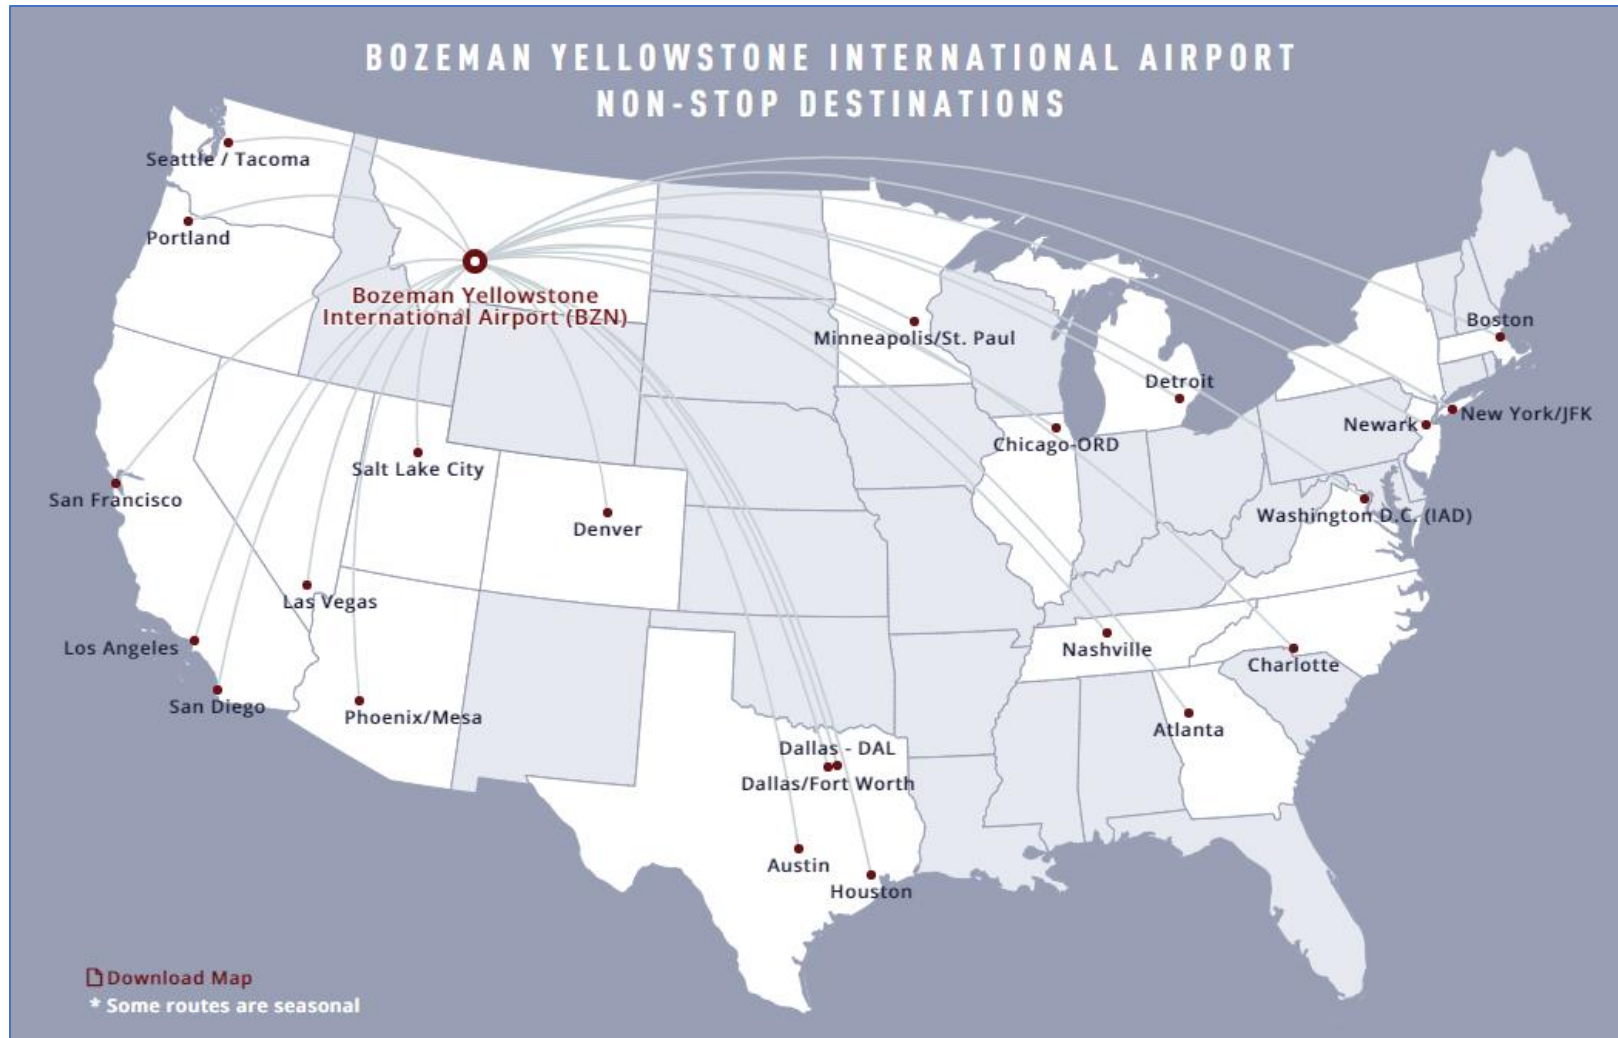 BOZEMAN YELLOWSTONE INTERNATIONAL AIRPORT
NON-STOP DESTINATIONS
Seattle / Tacoma
Portland
Bozeman Yellowstone
International Airport (BZN)
Minneapolis/St. Paul
Boston
Detroit
New York/JFK
Newark
Chicago-ORD
Salt Lake City
San Francisco
Washington D.C. (IAD)
Denver
Las Vegas
Los Angeles
Nashville
Charlotte
San Diego
Phoenix/Mesa
Atlanta
Dallas - DAL
Dallas/Fort Worth
Austin
Houston
Download Map
* Some routes are seasonal